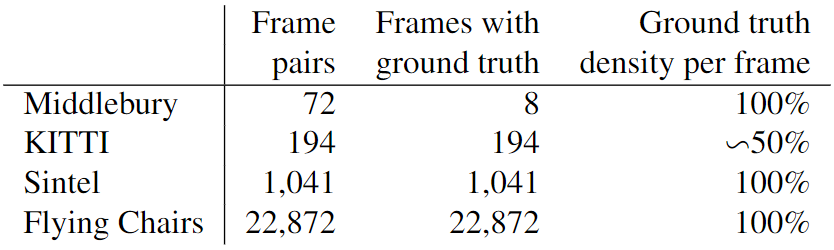 Frame Frames with Ground truth
pairs ground truth density per frame
Middlebury 72 8 100%
KITTI 194 194 ∽50%
Sintel 1,041 1,041 100%
Flying Chairs 22,872 22,872 100%